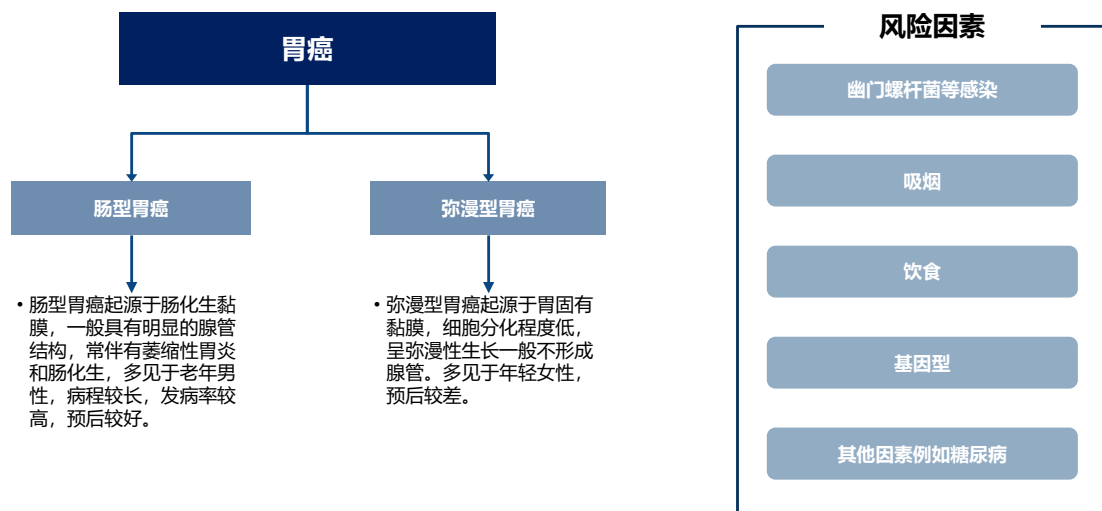 胃癌
肠型胃癌
弥漫型胃癌
• 肠型胃癌起源于肠化生黏
膜，一般具有明显的腺管
结构，常伴有萎缩性胃炎
和肠化生，多见于老年男
性，病程较长，发病率较
高，预后较好。
• 弥漫型胃癌起源于胃固有
黏膜，细胞分化程度低，
呈弥漫性生长一般不形成
腺管。多见于年轻女性，
预后较差。
风险因素
幽门螺杆菌等感染
吸烟
饮食
基因型
其他因素例如糖尿病